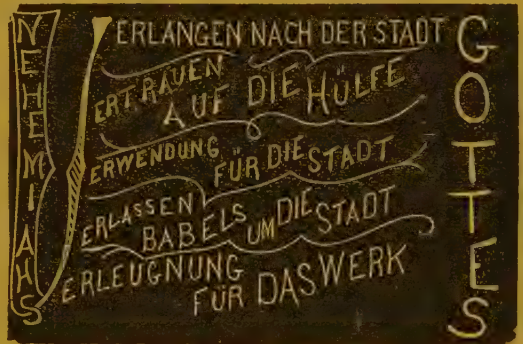 NEHEMIAHS
V
ERLANGEN NACH DER STADT
ERTRAUEN
AUF DIE HÜLFE
ERWENDUNG
FÜR DIE STADT
ERLASSEN
BABELS UM DIE STADT
ERLEUGNUNG
FÜR DAS WERK
GOTTES